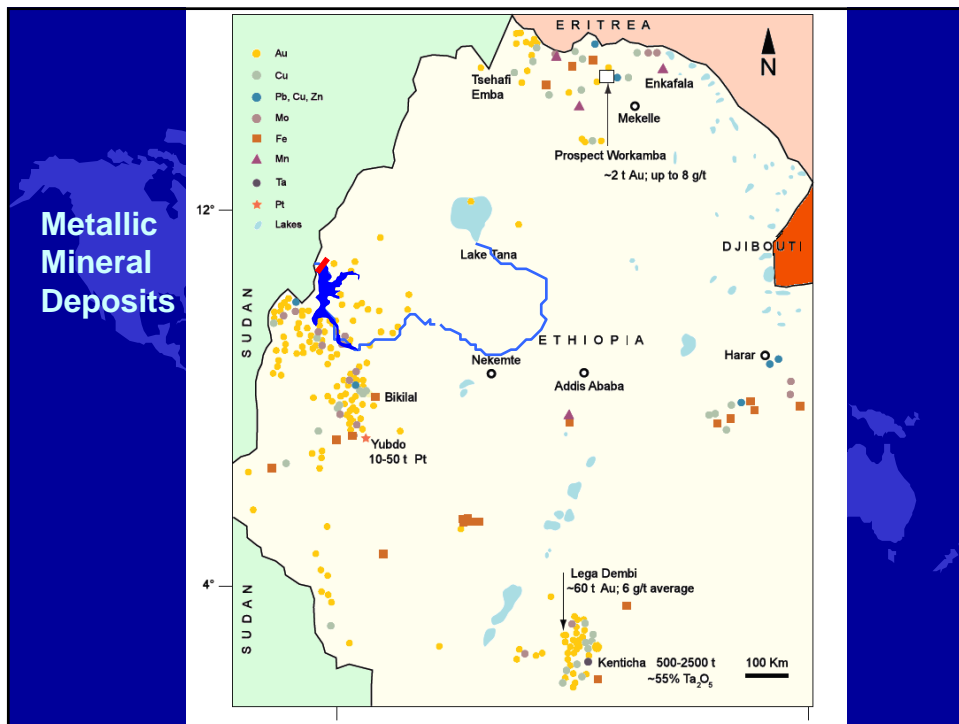 Metallic
Mineral
Deposits
Au
Cu
Pb, Cu, Zn
Mo
Fe
Mn
Ta
Pt
Lakes
ERITREA
N
Tsehafi
Emba
Enkafala
Mekelle
Prospect Workamba
~2 t Au; up to 8 g/t
12°
Lake Tana
DJIBOUTI
SUDAN
ETHIOPIA
Nekemte
Addis Ababa
Harar
Bikilal
Yubdo
10-50 t Pt
4°
SUDAN
Lega Dembi
~60 t Au; 6 g/t average
Kenticha 500-2500 t
~55% Ta₂O₅
100 Km